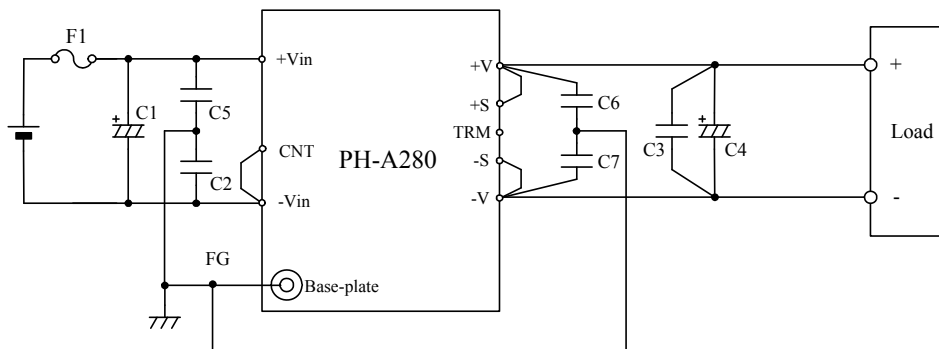 F1
+Vin
C1
C5
C2
CNT
-Vin
PH-A280
+V
+S
TRM
-S
-V
C6
C7
C3
C4
+
Load
-
+
+
FG
Base-plate